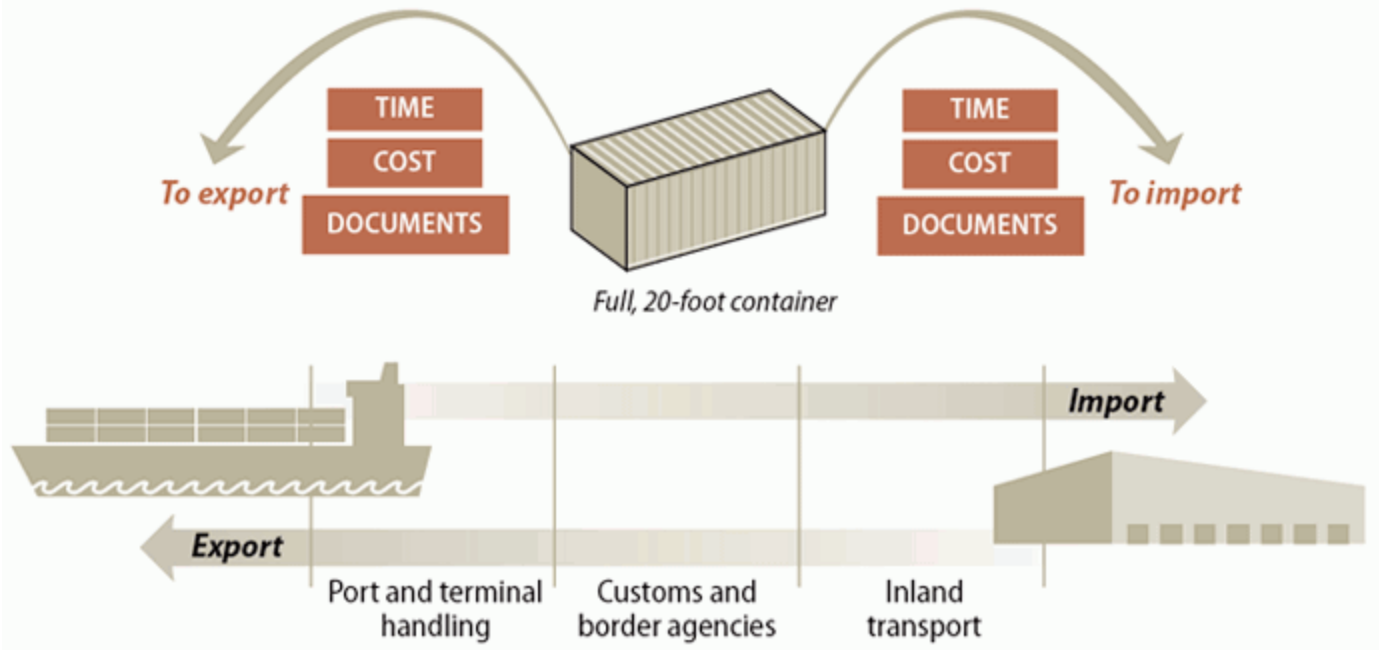 TIME
COST
DOCUMENTS
To export
TIME
COST
DOCUMENTS
To import
Full, 20-foot container
Import
Export
Port and terminal
handling
Customs and
border agencies
Inland
transport